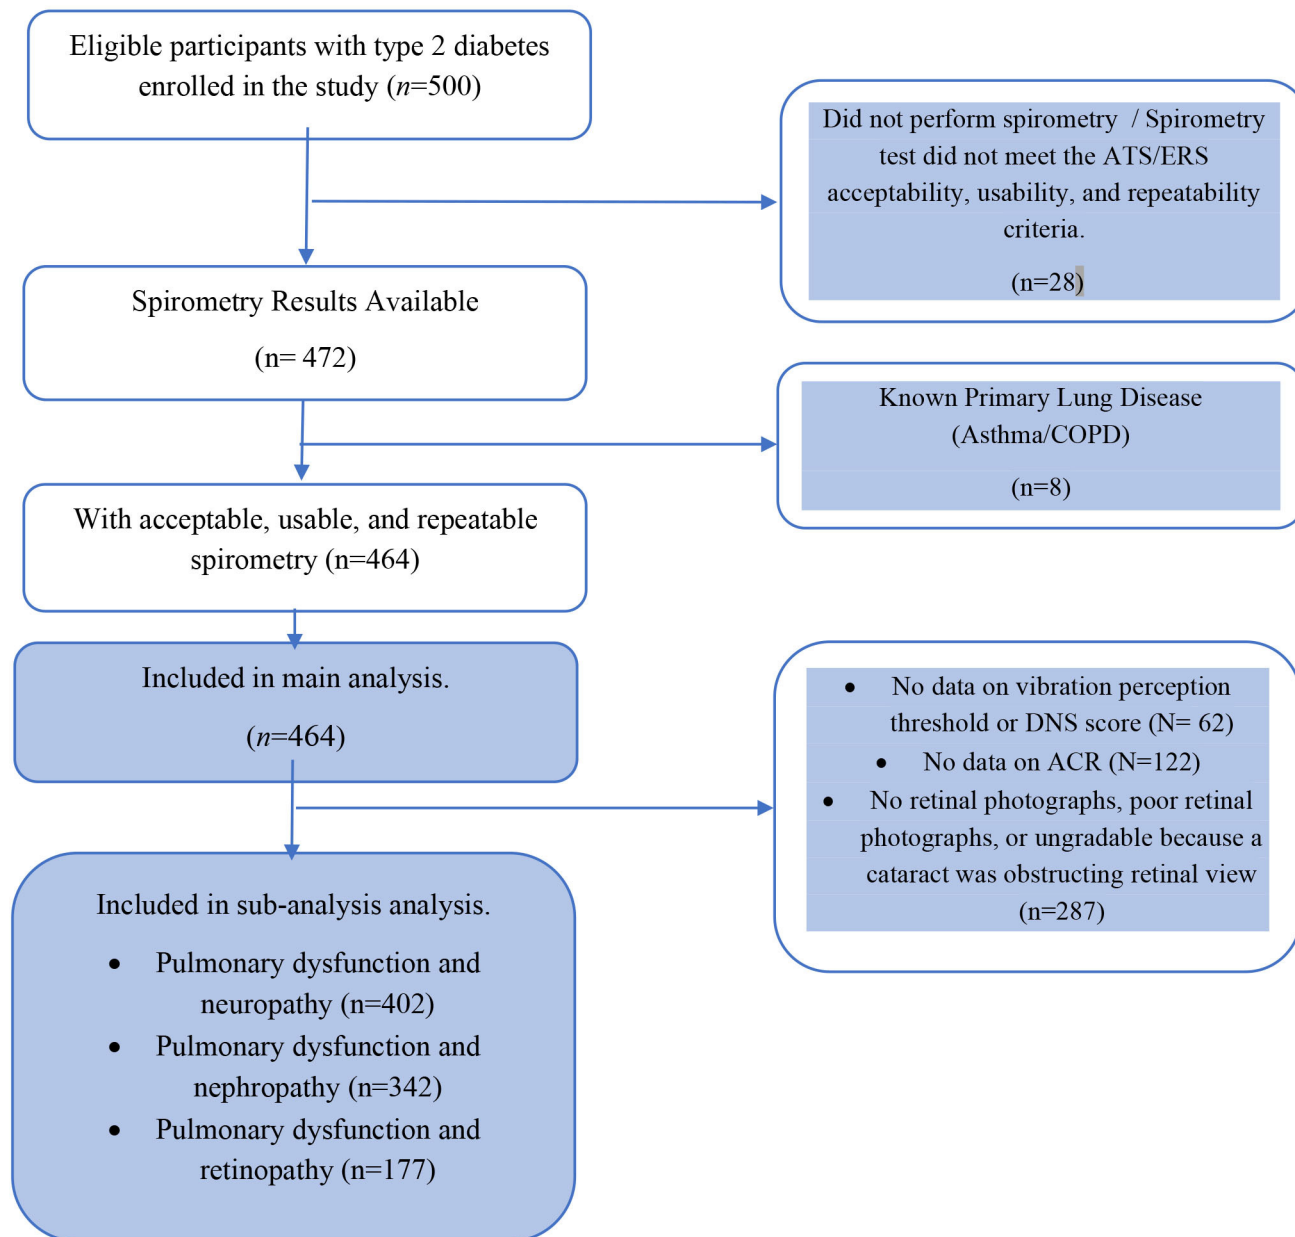 Eligible participants with type 2 diabetes
enrolled in the study (n=500)
Did not perform spirometry / Spirometry
test did not meet the ATS/ERS
acceptability, usability, and repeatability
criteria.
(n=28)
Spirometry Results Available
(n= 472)
Known Primary Lung Disease
(Asthma/COPD)
(n=8)
With acceptable, usable, and repeatable
spirometry (n=464)
Included in main analysis.
(n=464)
• No data on vibration perception
threshold or DNS score (N= 62)
• No data on ACR (N=122)
• No retinal photographs, poor retinal
photographs, or ungradable because a
cataract was obstructing retinal view
(n=287)
Included in sub-analysis analysis.
• Pulmonary dysfunction and
neuropathy (n=402)
• Pulmonary dysfunction and
nephropathy (n=342)
• Pulmonary dysfunction and
retinopathy (n=177)